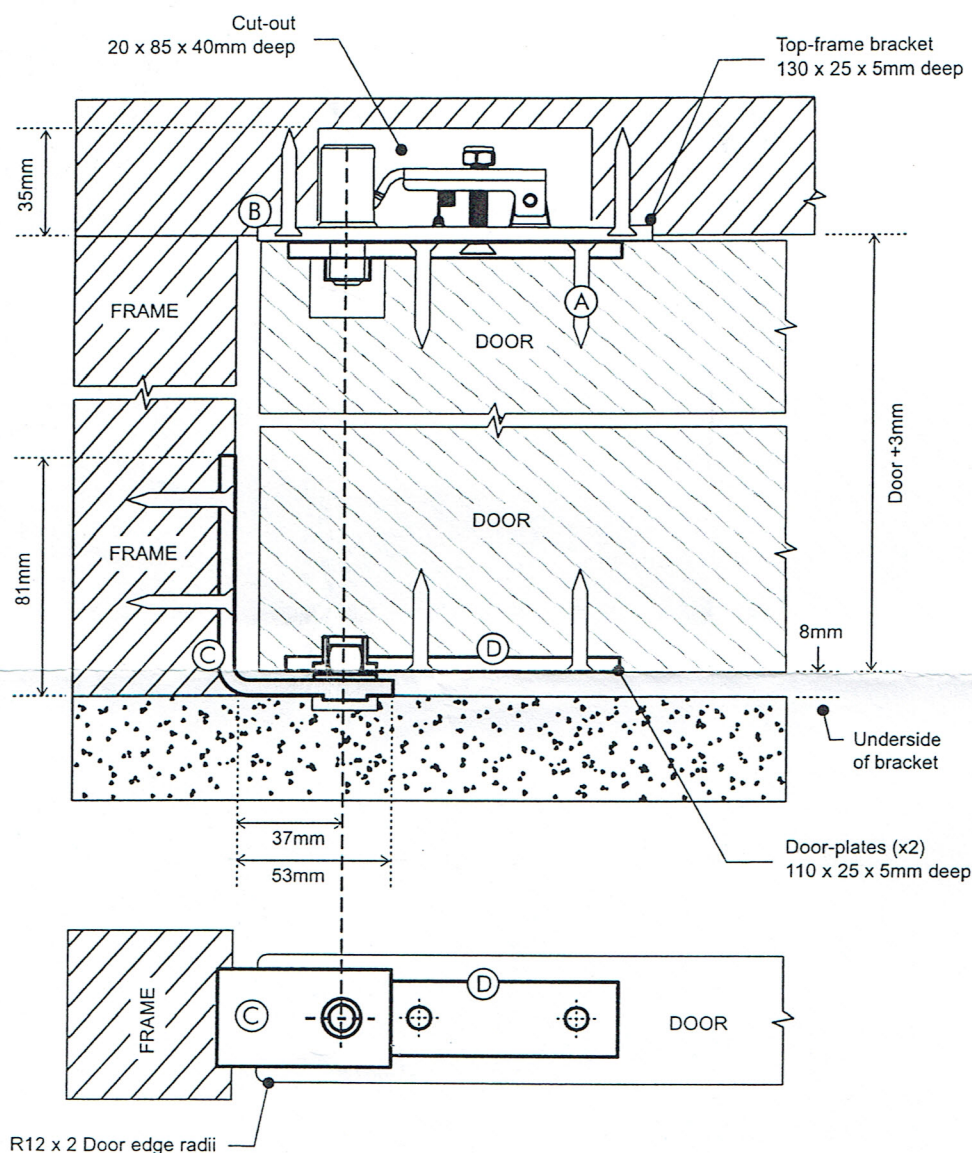 Cut-out
20 x 85 x 40mm deep
Top-frame bracket
130 x 25 x 5mm deep
35mm
B
A
FRAME
DOOR
Door +3mm
DOOR
FRAME
81mm
C
D
8mm
Underside
of bracket
37mm
53mm
Door-plates (x2)
110 x 25 x 5mm deep
FRAME
C
D
DOOR
R12 x 2 Door edge radii